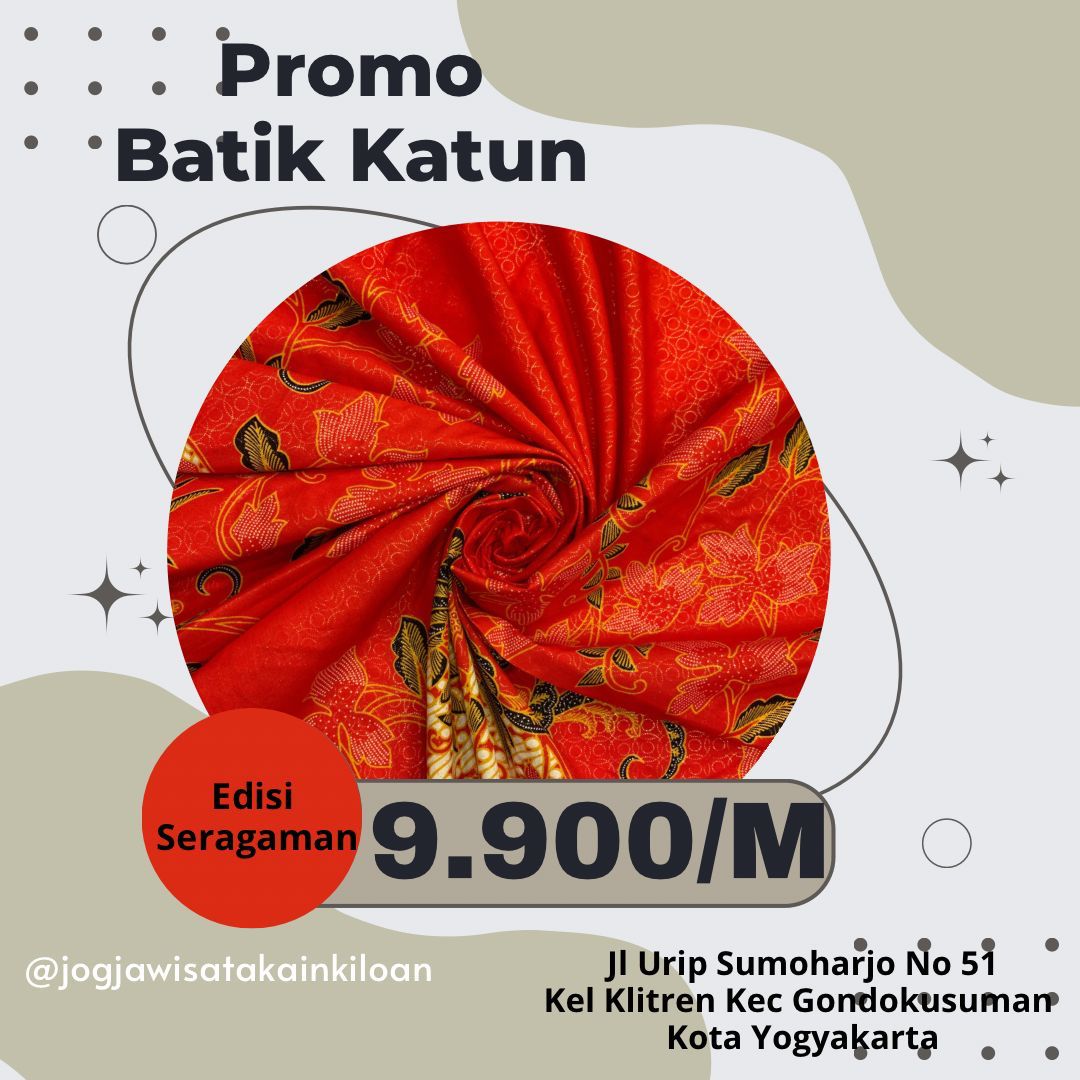 Promo
Batik Katun
Edisi
Seragaman
9.900/M
@jogjawisatakainkiloan
Jl Urip Sumoharjo No 51
Kel Klitren Kec Gondokusuman
Kota Yogyakarta